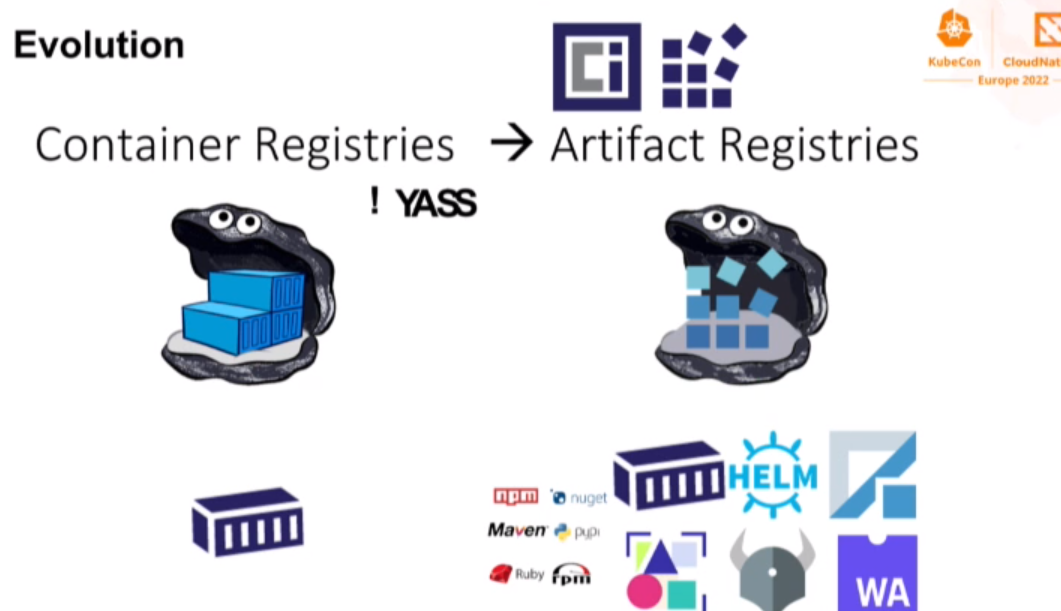 Evolution
KubeCon
CloudNat
Europe 2022
Container Registries → Artifact Registries
! YASS
npm
nuget
HELM
Maven
pypi
Ruby
rpm
WA